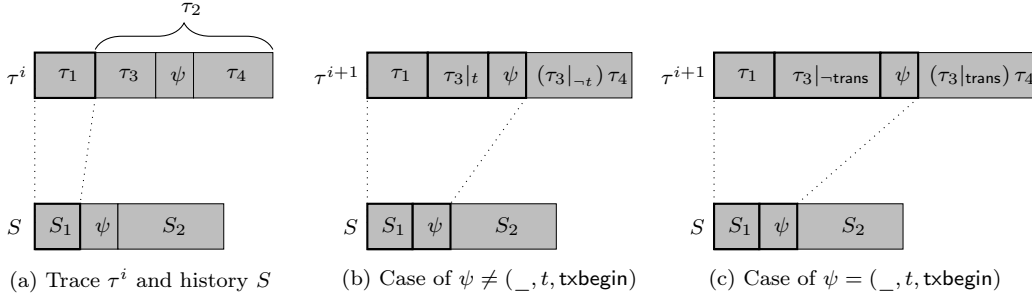 τ2
τ^i τ1 τ3 ψ τ4
S S1 ψ S2
(a) Trace τ^i and history S
τ^{i+1} τ1 τ3|t ψ (τ3|¬t) τ4
S S1 ψ S2
(b) Case of ψ ≠ (_, t, txbegin)
τ^{i+1} τ1 τ3|¬trans ψ (τ3|trans) τ4
S S1 ψ S2
(c) Case of ψ = (_, t, txbegin)